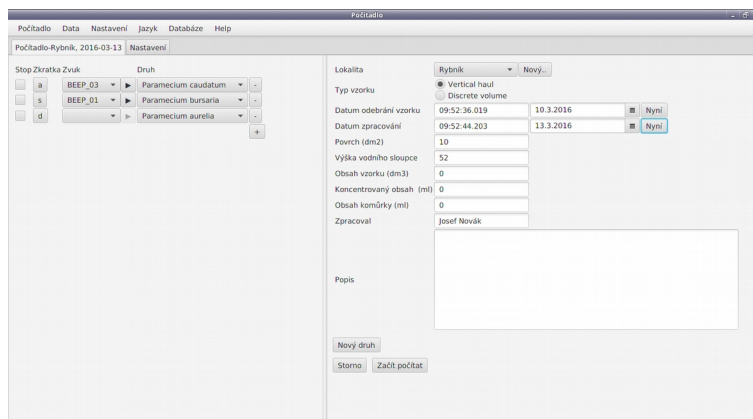 Počítadlo
Počítadlo Data Nastavení Jazyk Databáze Help
Počítadlo-Rybník, 2016-03-13 Nastavení
Stop Zkratka Zvuk Druh
a BEEP_03 Paramecium caudatum -
s BEEP_01 Paramecium bursaria -
d Paramecium aurelia -
+
Lokalita Rybník Nový..
Typ vzorku Vertical haul
Discrete volume
Datum odebrání vzorku 09:52:36.019 10.3.2016 Nyní
Datum zpracování 09:52:44.203 13.3.2016 Nyní
Povrch (dm2) 10
Výška vodního sloupce 52
Obsah vzorku (dm3) 0
Koncentrovaný obsah (ml) 0
Obsah komůrky (ml) 0
Zpracoval Josef Novák
Popis
Nový druh
Storno Začít počítat